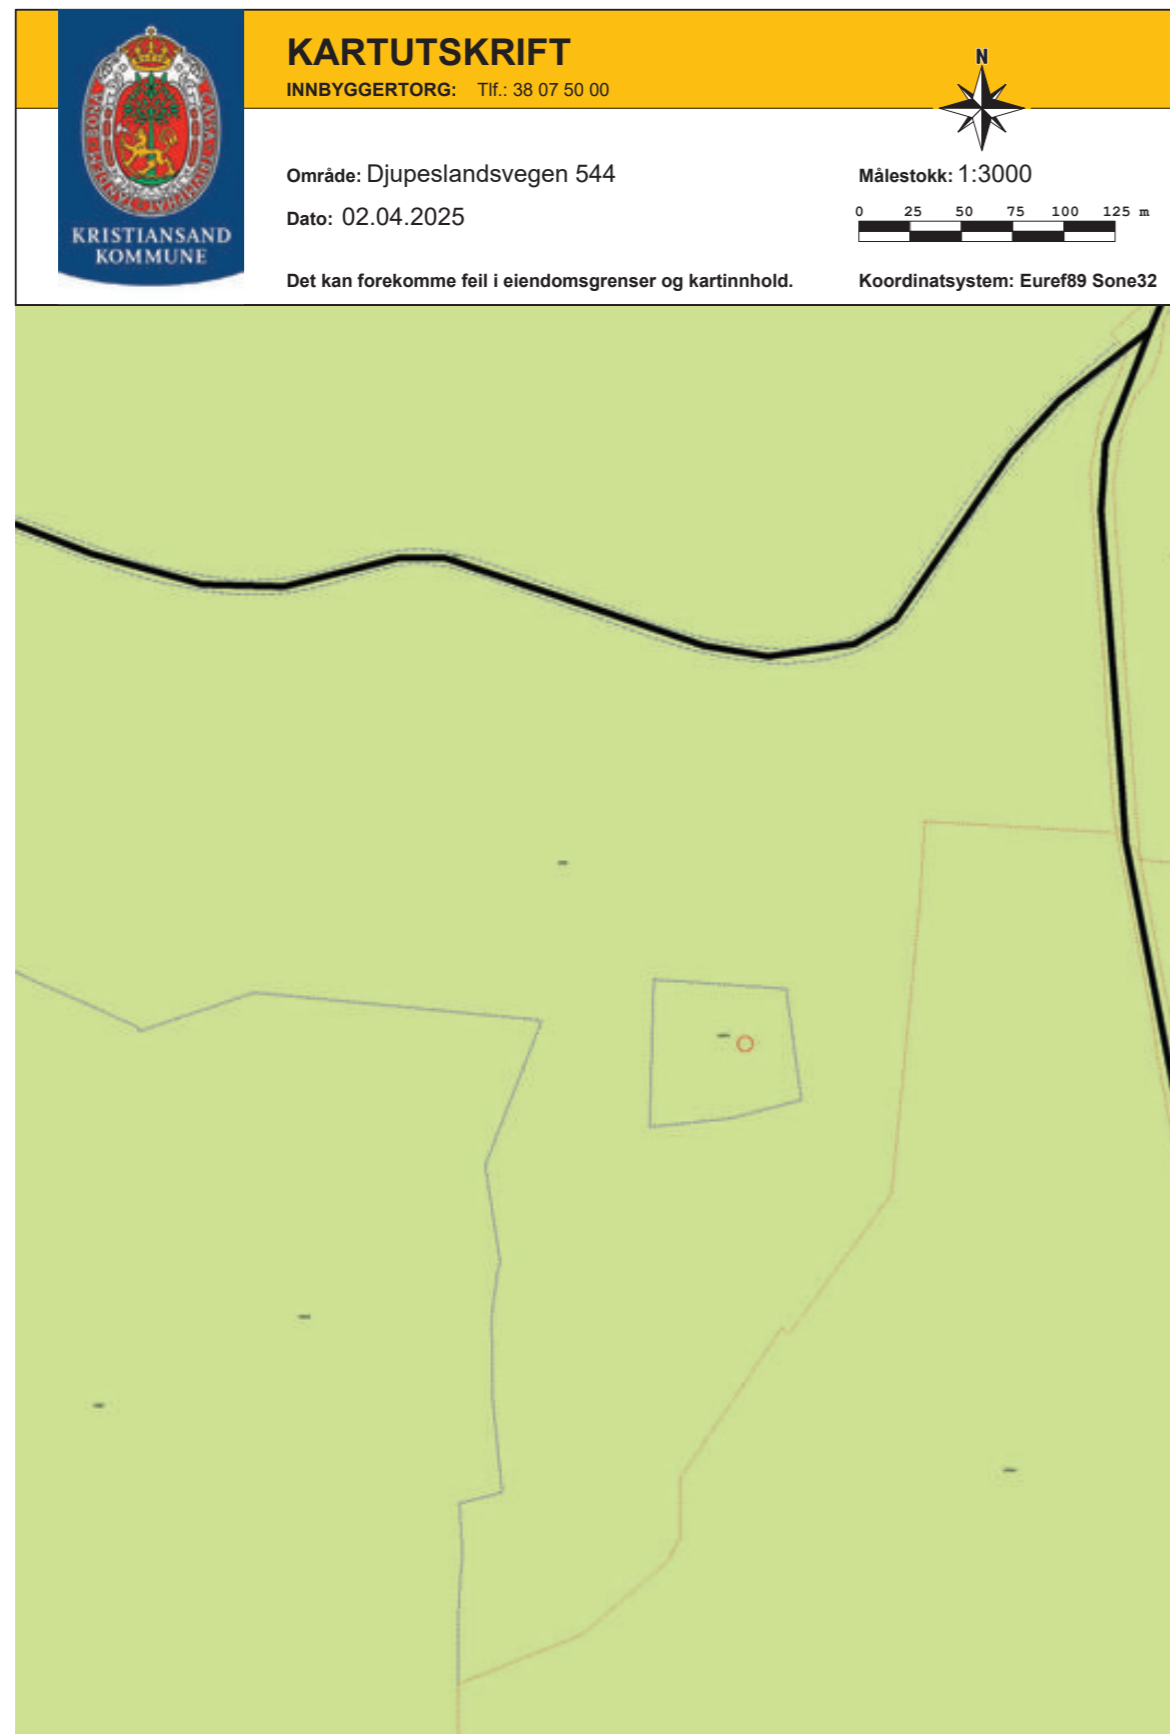 KARTUTSKRIFT
INNBYGGERTORG: Tlf.: 38 07 50 00
N
Område: Djupeslandsvegen 544
Målestokk: 1:3000
Dato: 02.04.2025
0 25 50 75 100 125 m
KRISTIANSAND
KOMMUNE
Det kan forekomme feil i eiendomsgrenser og kartinnhold.
Koordinatsystem: Euref89 Sone32